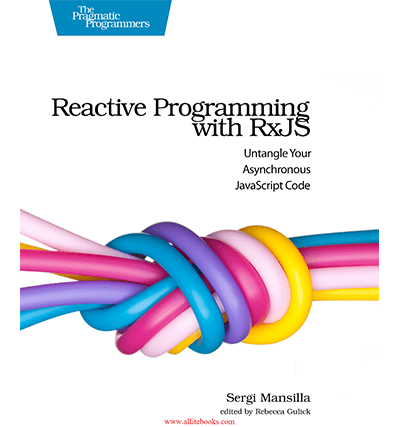 The
Pragmatic
Programmers
Reactive Programming
with RxJS
Untangle Your
Asynchronous
JavaScript Code
Sergi Mansilla
edited by Rebecca Gulick
www.allitebooks.com